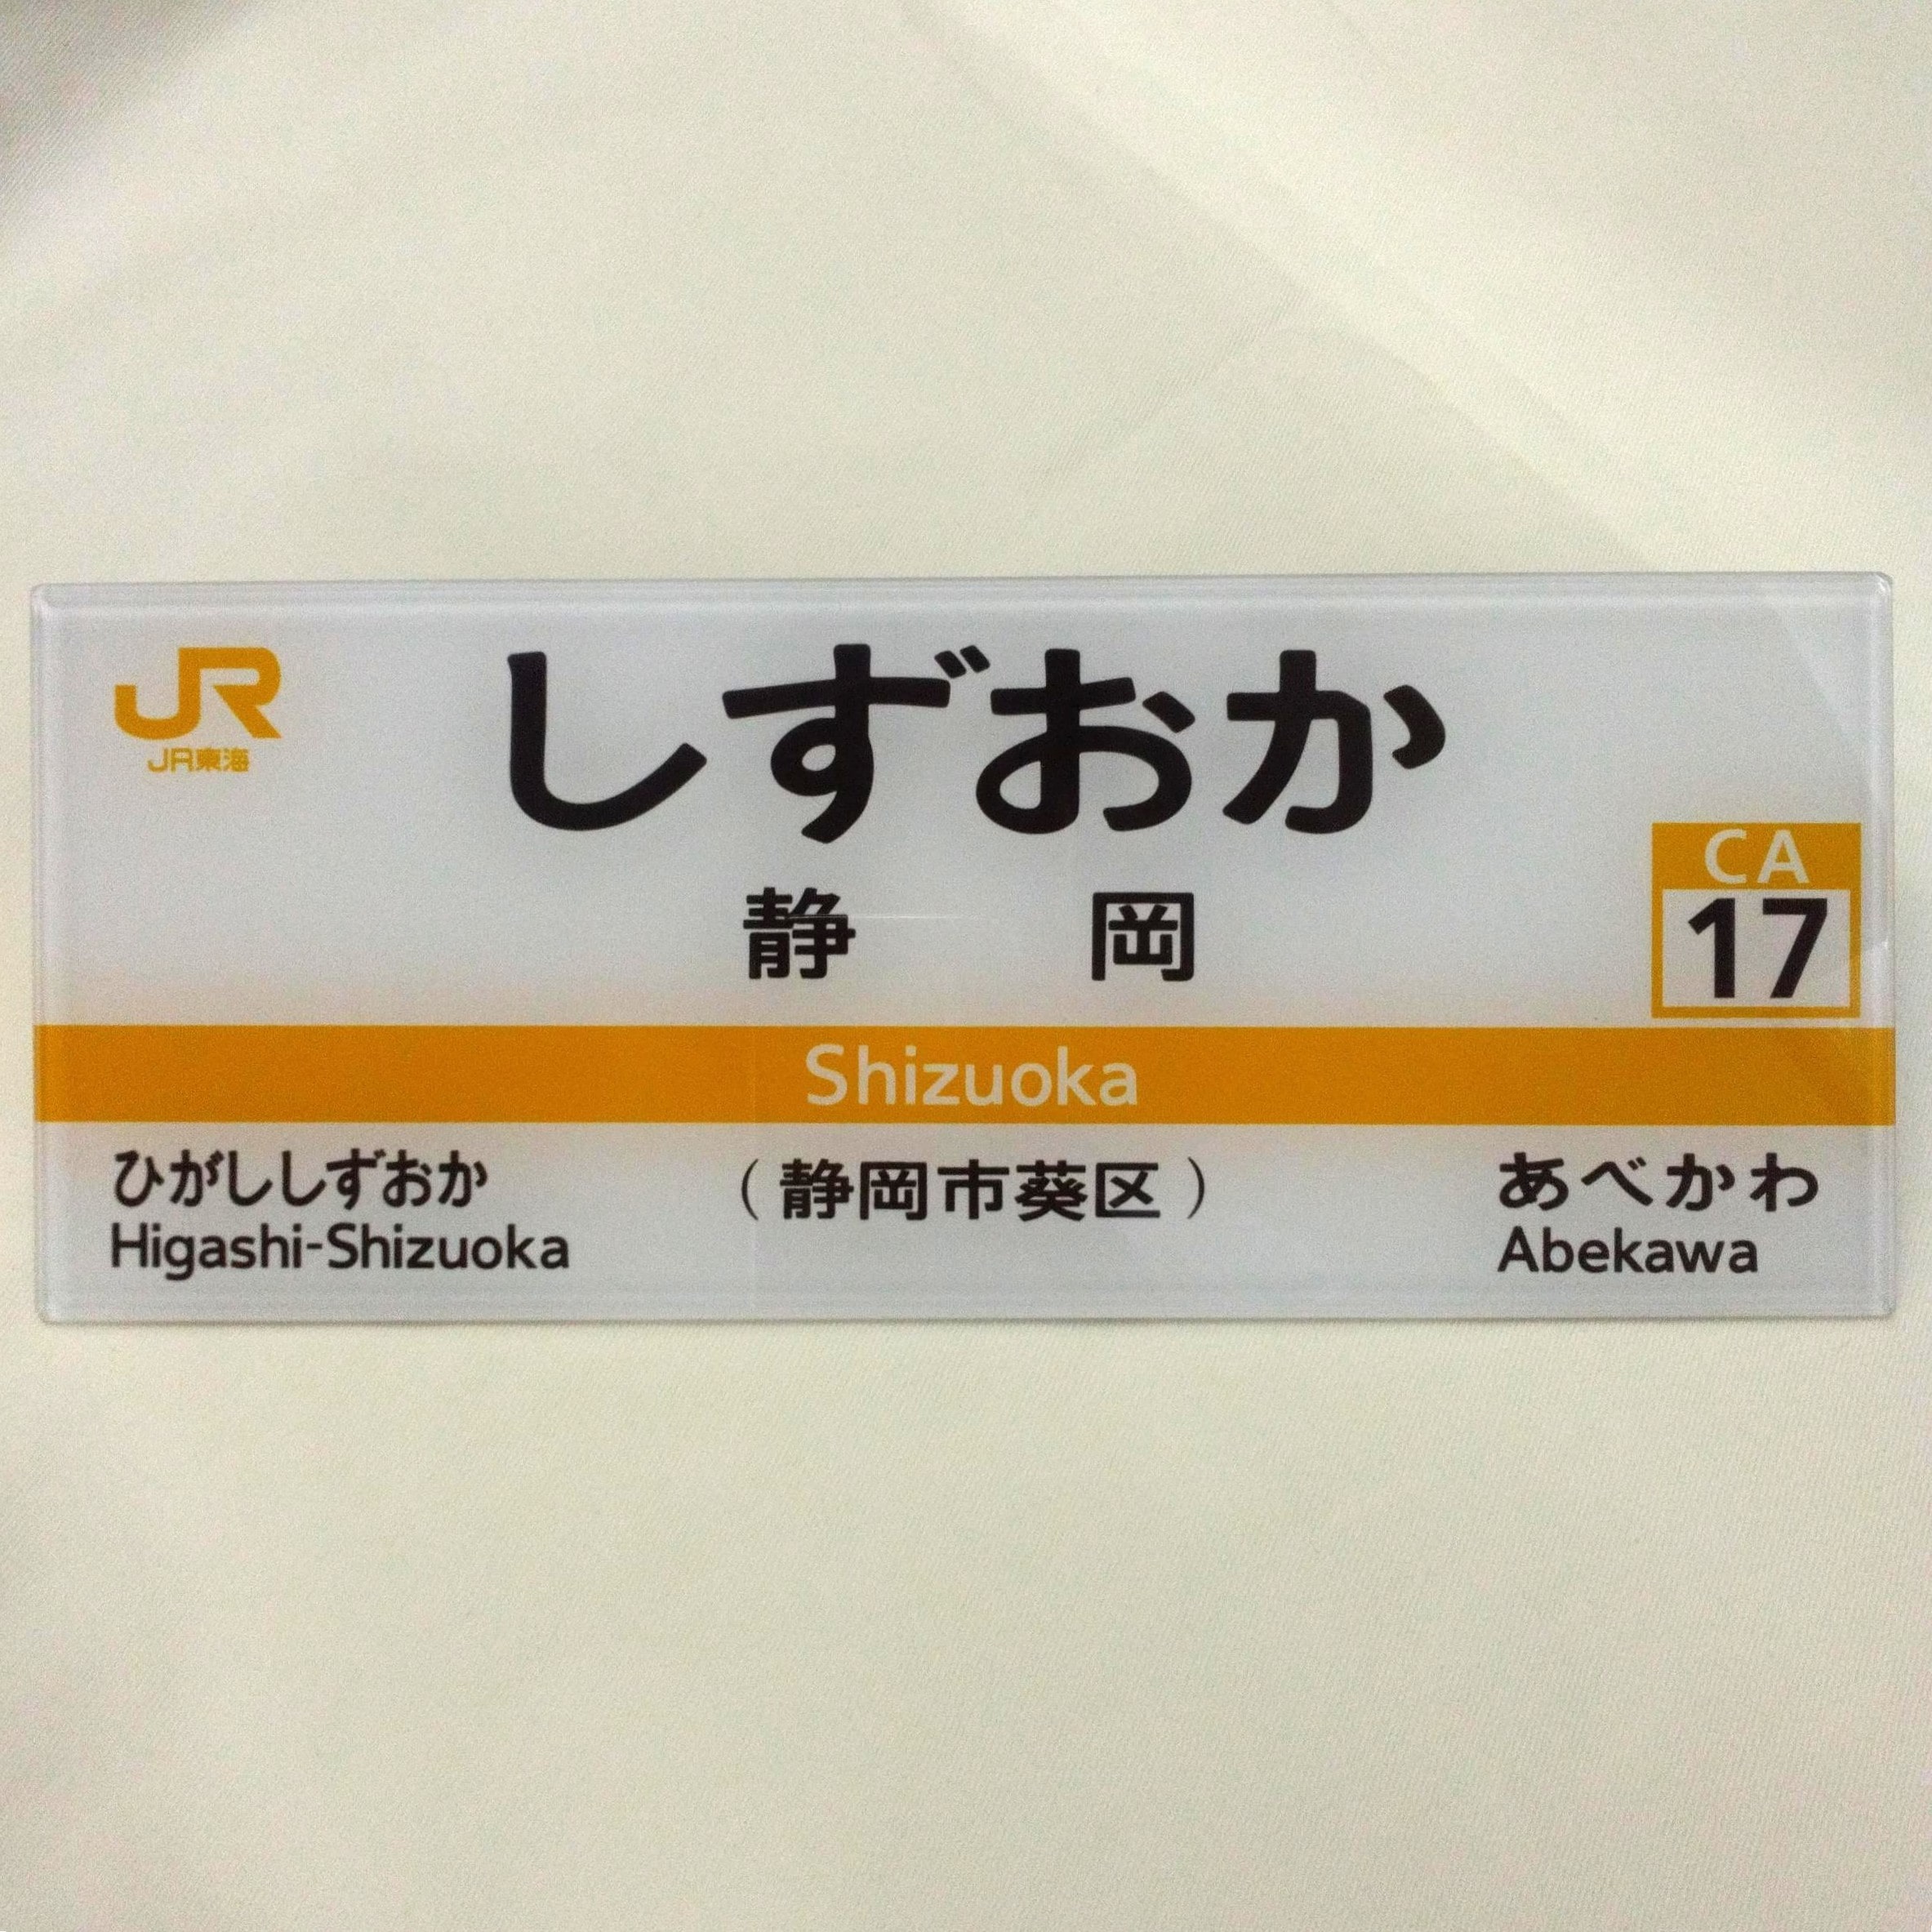 JR
JR東海
しずおか
静岡
CA
17
Shizuoka
ひがししずおか
Higashi-Shizuoka
(静岡市葵区)
あべかわ
Abekawa